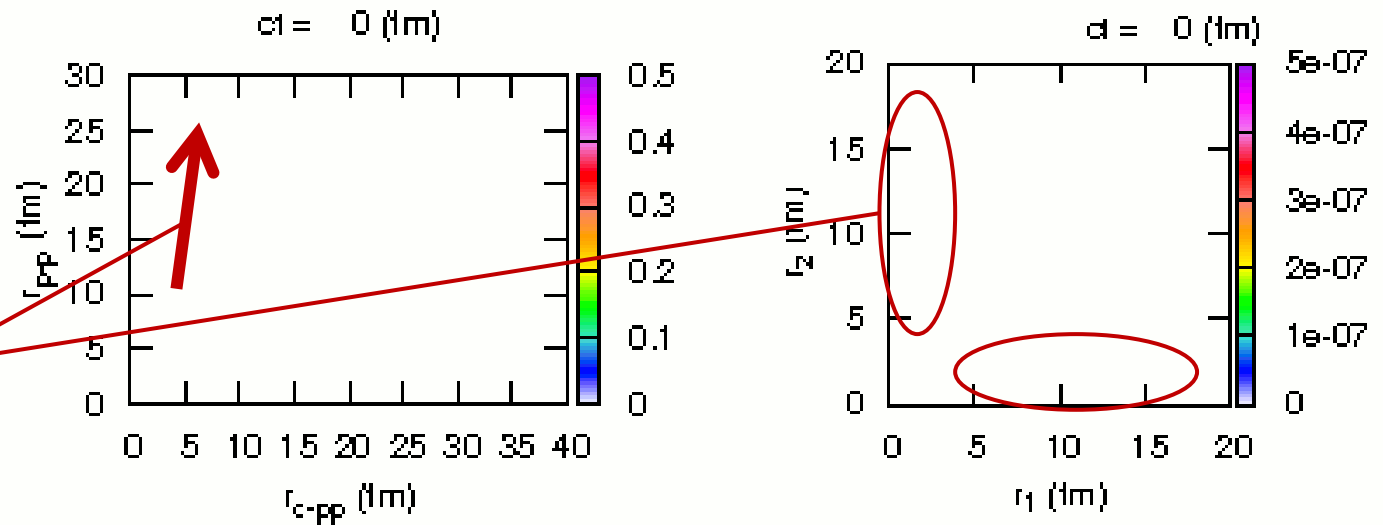 ct = 0 (fm)
30
25
20
15
10
5
0
r_pp (fm)
0 5 10 15 20 25 30 35 40
r_c-pp (fm)
0.5
0.4
0.3
0.2
0.1
0
ct = 0 (fm)
20
15
10
5
0
r_2 (fm)
0 5 10 15 20
r_1 (fm)
5e-07
4e-07
3e-07
2e-07
1e-07
0